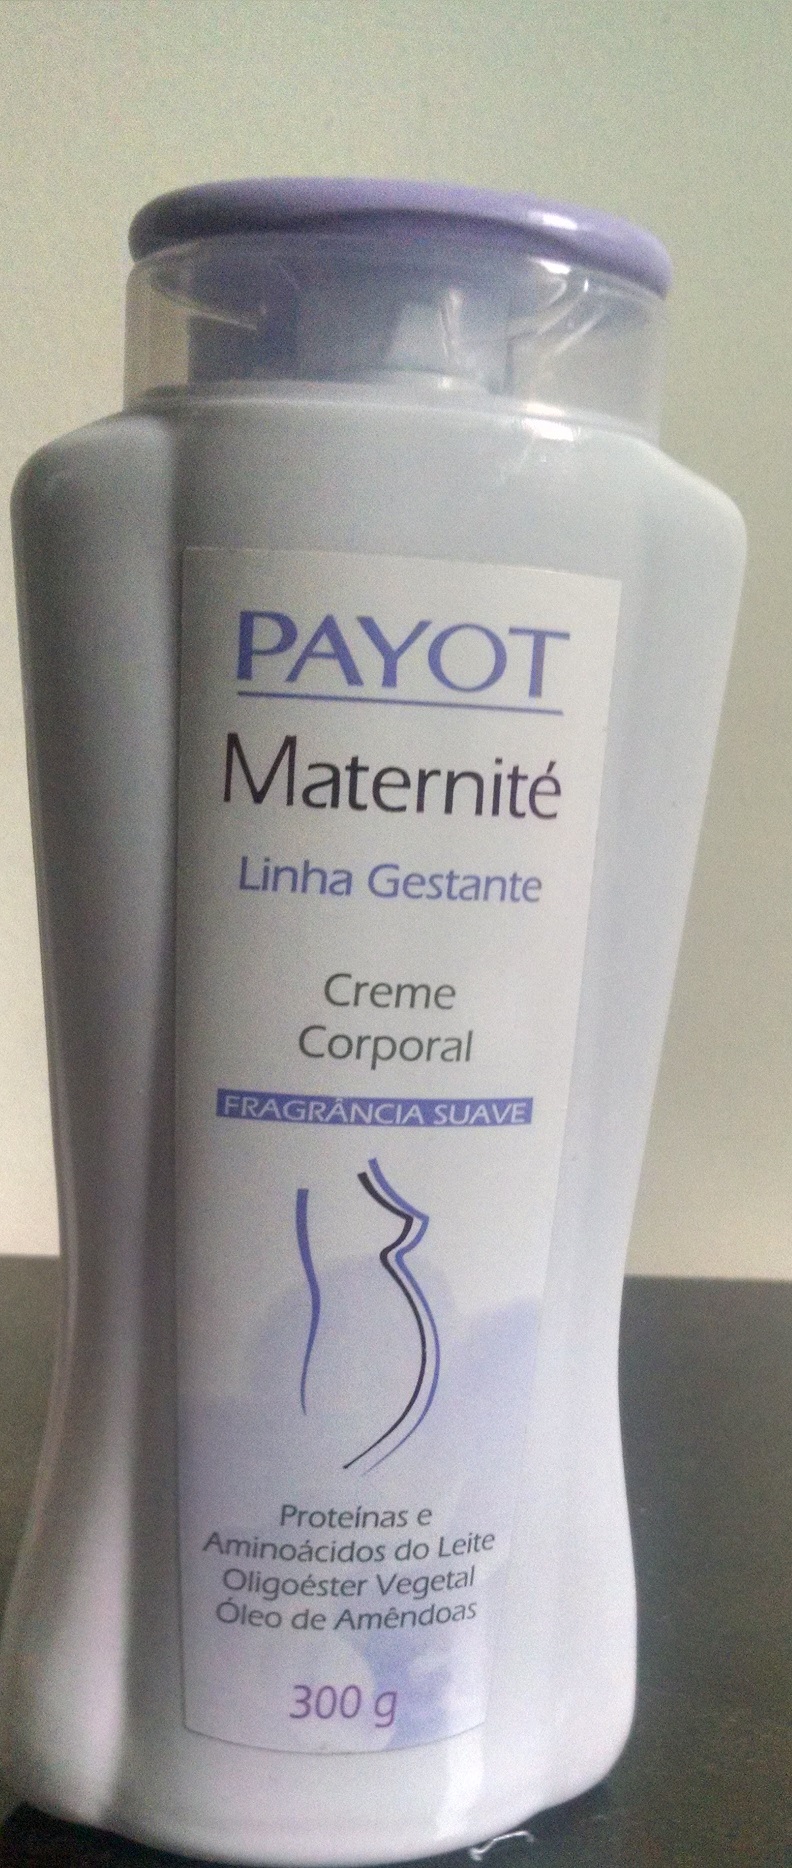 PAYOT
Maternité
Linha Gestante
Creme
Corporal
FRAGRÂNCIA SUAVE
Proteínas e
Aminoácidos do Leite
Oligoéster Vegetal
Óleo de Amêndoas
300 g